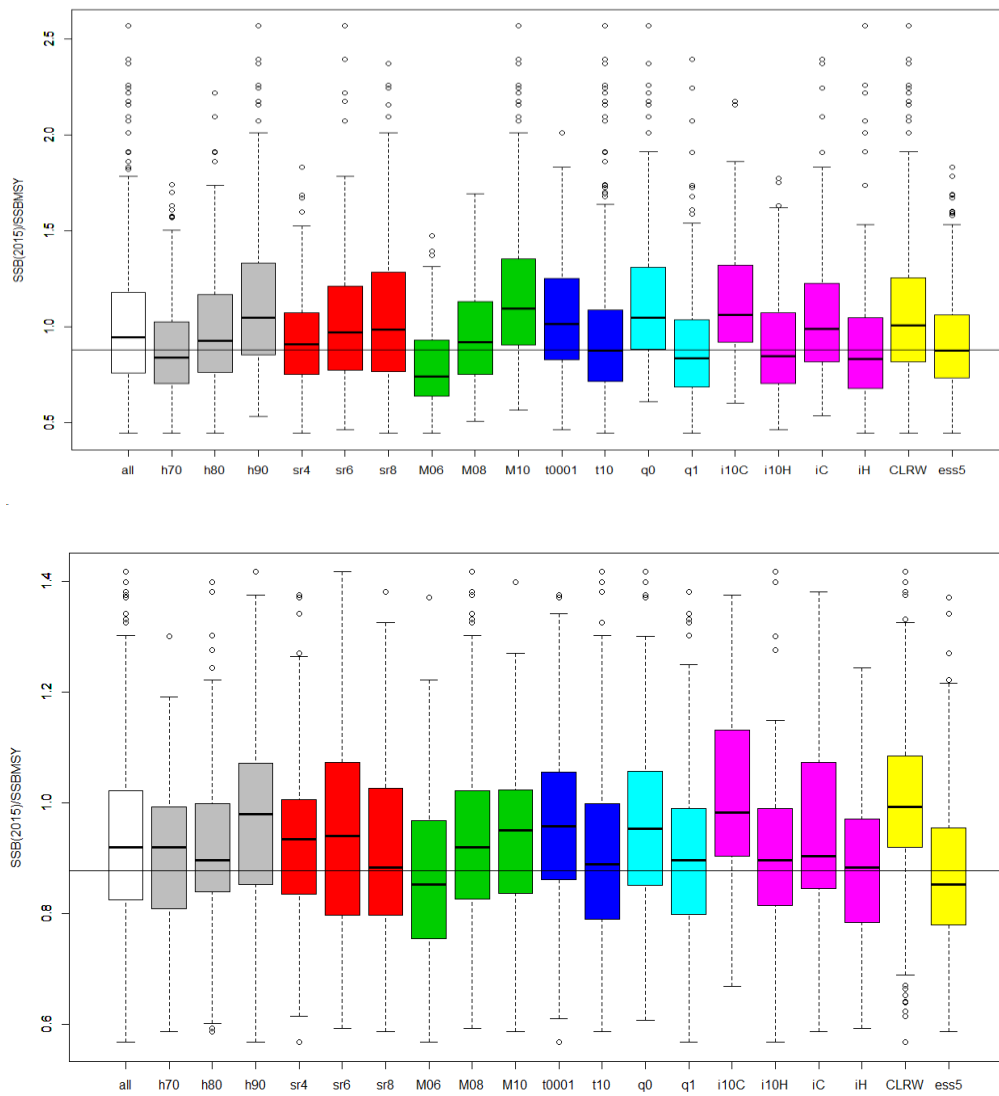 2.5
2.0
1.5
1.0
0.5
SSB(2015)/SSBMSY
all h70 h80 h90 sr4 sr6 sr8 M06 M08 M10 t0001 t10 q0 q1 i10C i10H iC iH CLRW ess5
1.4
1.2
1.0
0.8
0.6
SSB(2015)/SSBMSY
all h70 h80 h90 sr4 sr6 sr8 M06 M08 M10 t0001 t10 q0 q1 i10C i10H iC iH CLRW ess5